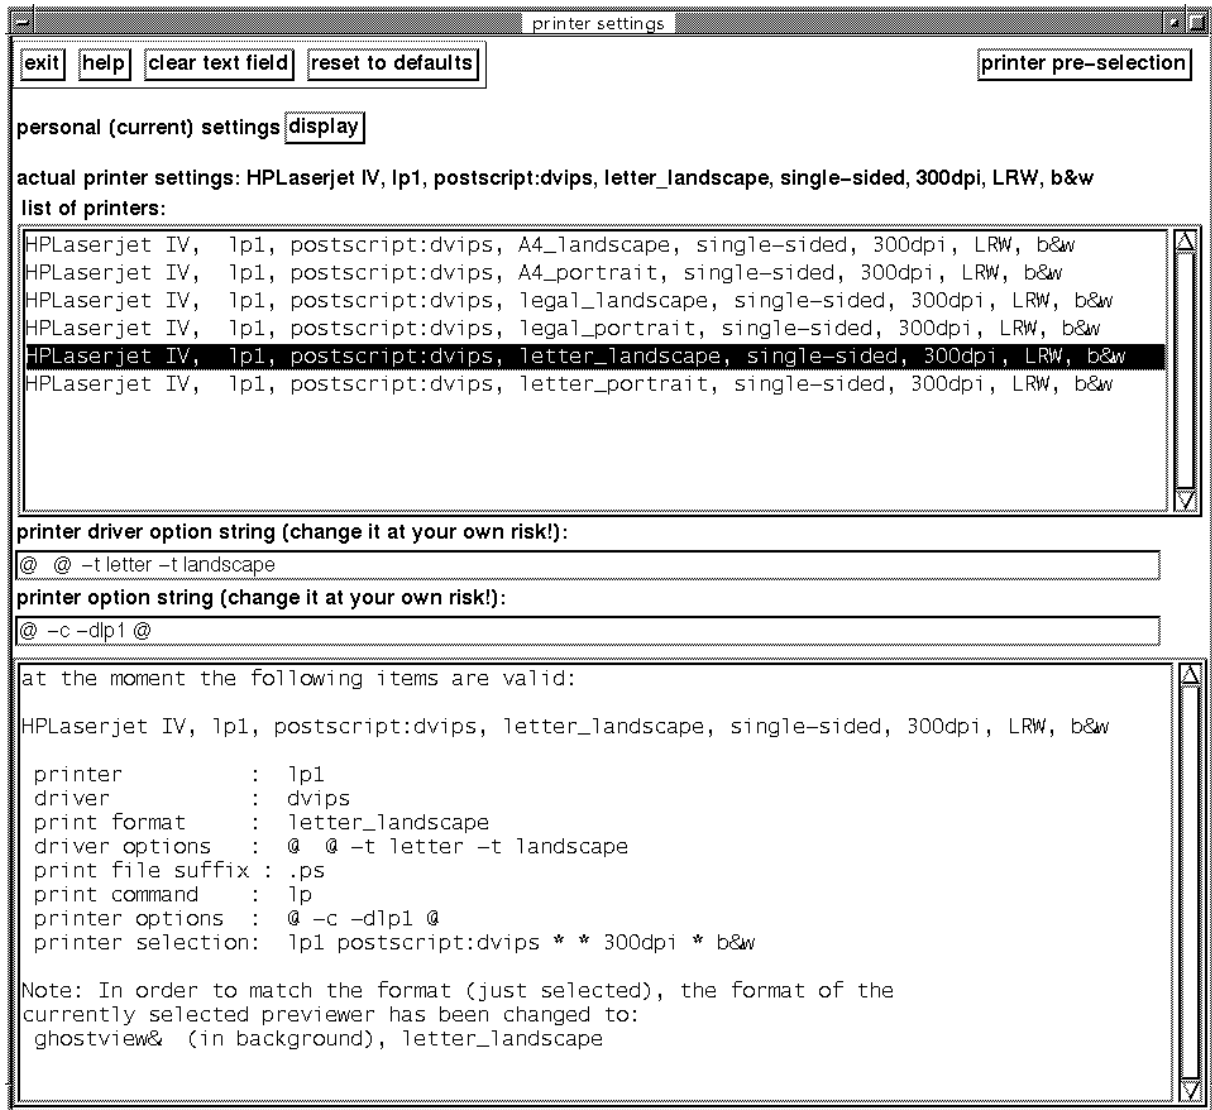 printer settings
exit help clear text field reset to defaults printer pre-selection
personal (current) settings display
actual printer settings: HPLaserjet IV, lp1, postscript:dvips, letter_landscape, single-sided, 300dpi, LRW, b&w
list of printers:
HPLaserjet IV,  lp1, postscript:dvips, A4_landscape, single-sided, 300dpi, LRW, b&w
HPLaserjet IV,  lp1, postscript:dvips, A4_portrait, single-sided, 300dpi, LRW, b&w
HPLaserjet IV,  lp1, postscript:dvips, legal_landscape, single-sided, 300dpi, LRW, b&w
HPLaserjet IV,  lp1, postscript:dvips, legal_portrait, single-sided, 300dpi, LRW, b&w
HPLaserjet IV,  lp1, postscript:dvips, letter_landscape, single-sided, 300dpi, LRW, b&w
HPLaserjet IV,  lp1, postscript:dvips, letter_portrait, single-sided, 300dpi, LRW, b&w
printer driver option string (change it at your own risk!):
@  @ -t letter -t landscape
printer option string (change it at your own risk!):
@ -c -dlp1 @
at the moment the following items are valid:
HPLaserjet IV, lp1, postscript:dvips, letter_landscape, single-sided, 300dpi, LRW, b&w
printer          :  lp1
driver           :  dvips
print format     :  letter_landscape
driver options   :  @  @ -t letter -t landscape
print file suffix : .ps
print command    :  lp
printer options  :  @ -c -dlp1 @
printer selection:  lp1 postscript:dvips * * 300dpi * b&w
Note: In order to match the format (just selected), the format of the
currently selected previewer has been changed to:
ghostview&  (in background), letter_landscape